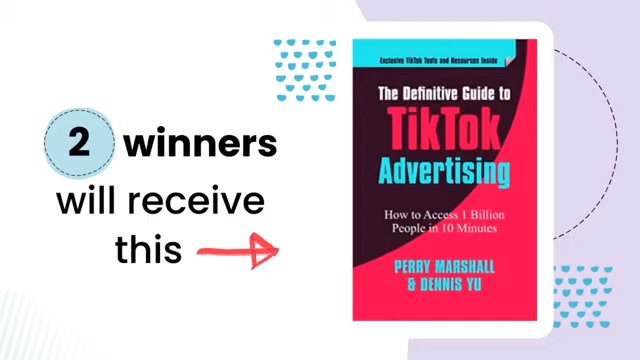 2 winners
will receive
this
Exclusive TikTok Tools and Resources Inside
The Definitive Guide to
TikTok
Advertising
How to Access 1 Billion
People in 10 Minutes
PERRY MARSHALL
& DENNIS YU